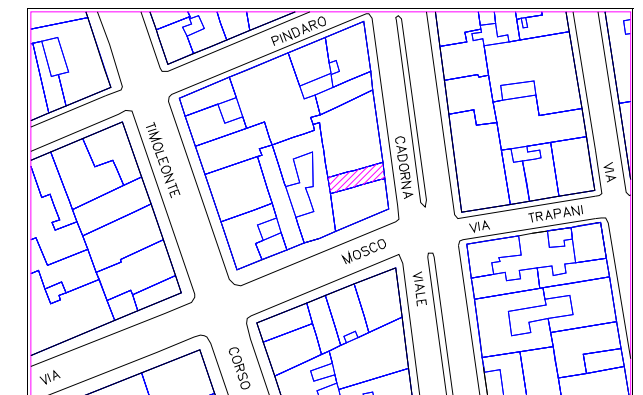 PINDARO
TIMOLEONTE
CADORNA
VIA
TRAPANI
VIA
MOSCO
VIALE
CORSO
VIA